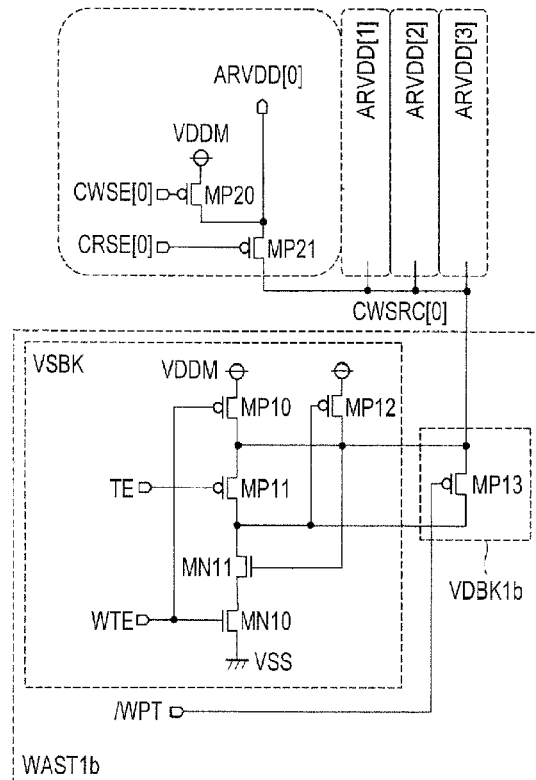 ARVDD[0]
ARVDD[1]
ARVDD[2]
ARVDD[3]
VDDM
CWSE[0]
MP20
CRSE[0]
MP21
CWSRC[0]
VSBK
VDDM
MP10
MP12
TE
MP11
MP13
MN11
VDBK1b
WTE
MN10
VSS
/WPT
WAST1b